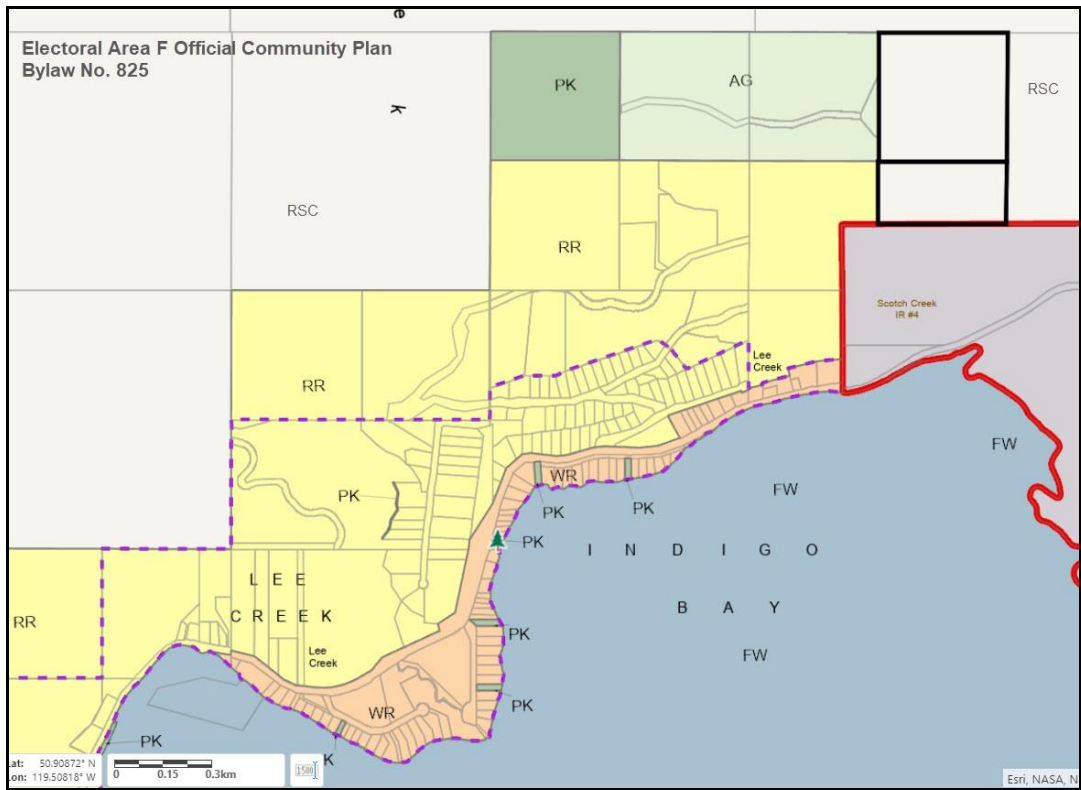 e
Electoral Area F Official Community Plan
Bylaw No. 825
PK
AG
RSC
k
RSC
RR
Scotch Creek
IR #4
Lee
Creek
RR
FW
WR
PK
FW
PK
PK
PK
I N D I G O
L E E
C R E E K
B A Y
RR
PK
Lee
Creek
FW
PK
WR
PK
K
.at: 50.90872° N
.on: 119.50818° W
0 0.15 0.3km
Esri, NASA, N